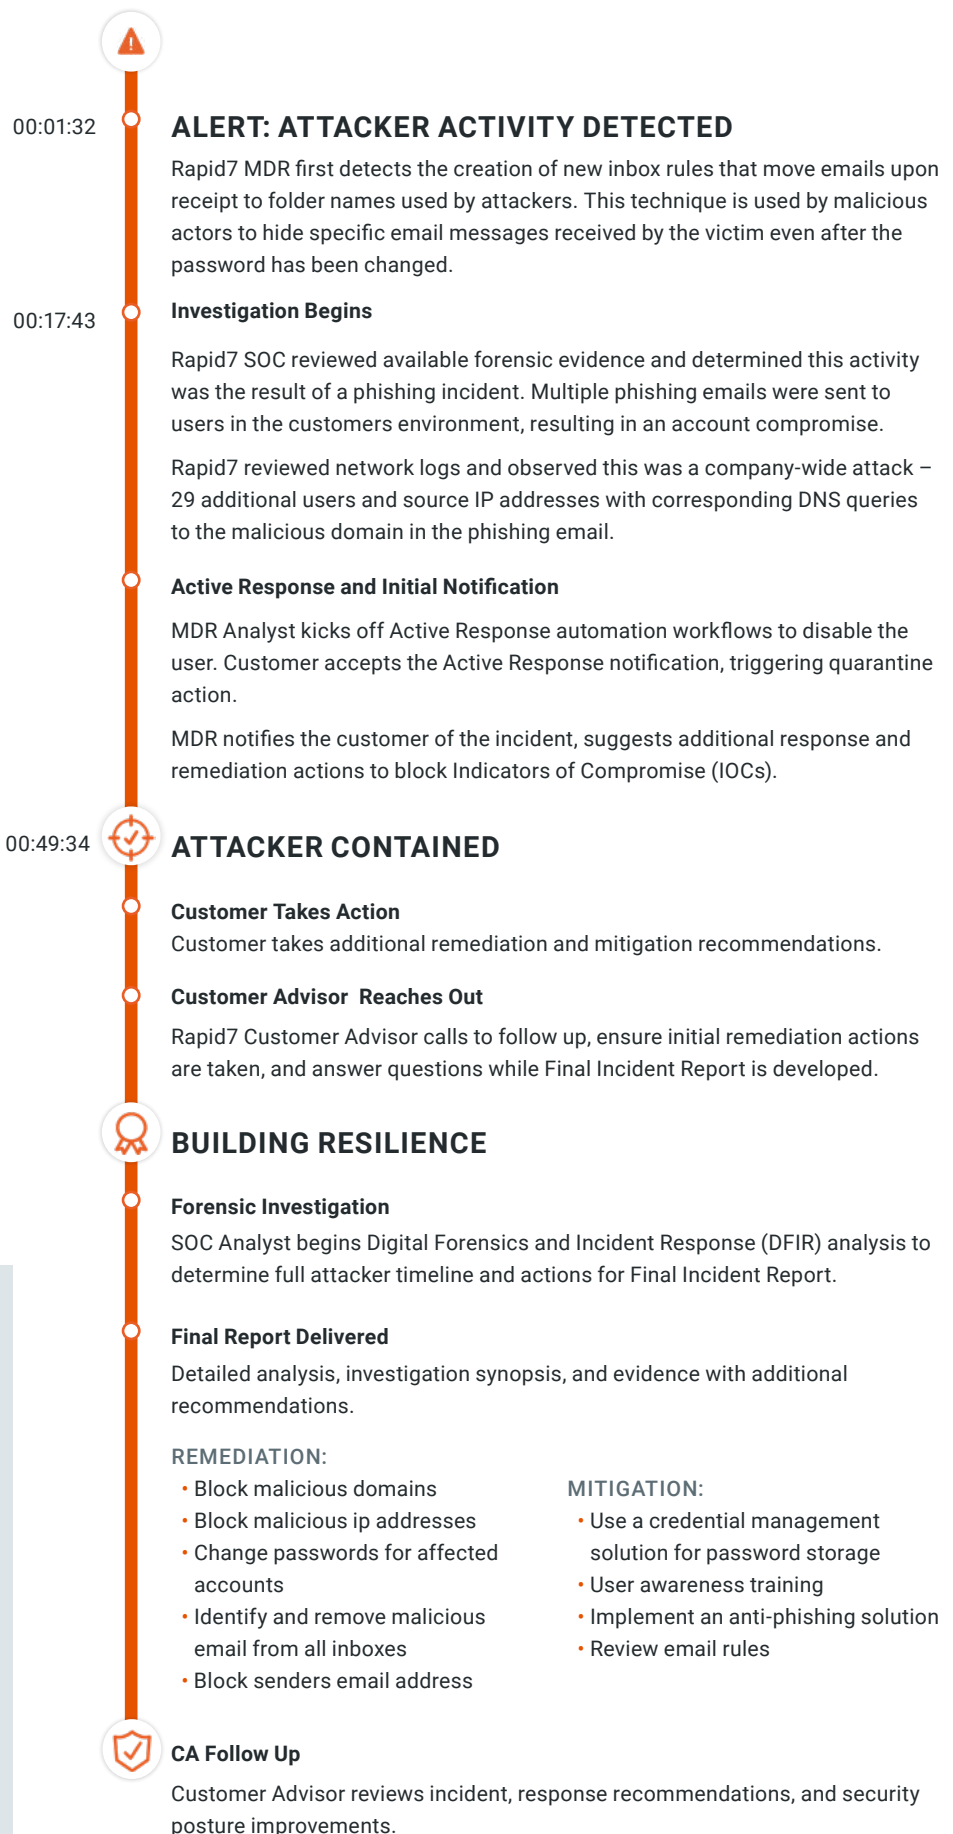 00:01:32
ALERT: ATTACKER ACTIVITY DETECTED
Rapid7 MDR first detects the creation of new inbox rules that move emails upon
receipt to folder names used by attackers. This technique is used by malicious
actors to hide specific email messages received by the victim even after the
password has been changed.
00:17:43
Investigation Begins
Rapid7 SOC reviewed available forensic evidence and determined this activity
was the result of a phishing incident. Multiple phishing emails were sent to
users in the customers environment, resulting in an account compromise.
Rapid7 reviewed network logs and observed this was a company-wide attack –
29 additional users and source IP addresses with corresponding DNS queries
to the malicious domain in the phishing email.
Active Response and Initial Notification
MDR Analyst kicks off Active Response automation workflows to disable the
user. Customer accepts the Active Response notification, triggering quarantine
action.
MDR notifies the customer of the incident, suggests additional response and
remediation actions to block Indicators of Compromise (IOCs).
00:49:34
ATTACKER CONTAINED
Customer Takes Action
Customer takes additional remediation and mitigation recommendations.
Customer Advisor  Reaches Out
Rapid7 Customer Advisor calls to follow up, ensure initial remediation actions
are taken, and answer questions while Final Incident Report is developed.
BUILDING RESILIENCE
Forensic Investigation
SOC Analyst begins Digital Forensics and Incident Response (DFIR) analysis to
determine full attacker timeline and actions for Final Incident Report.
Final Report Delivered
Detailed analysis, investigation synopsis, and evidence with additional
recommendations.
REMEDIATION:
• Block malicious domains
• Block malicious ip addresses
• Change passwords for affected
accounts
• Identify and remove malicious
email from all inboxes
• Block senders email address
MITIGATION:
• Use a credential management
solution for password storage
• User awareness training
• Implement an anti-phishing solution
• Review email rules
CA Follow Up
Customer Advisor reviews incident, response recommendations, and security
posture improvements.